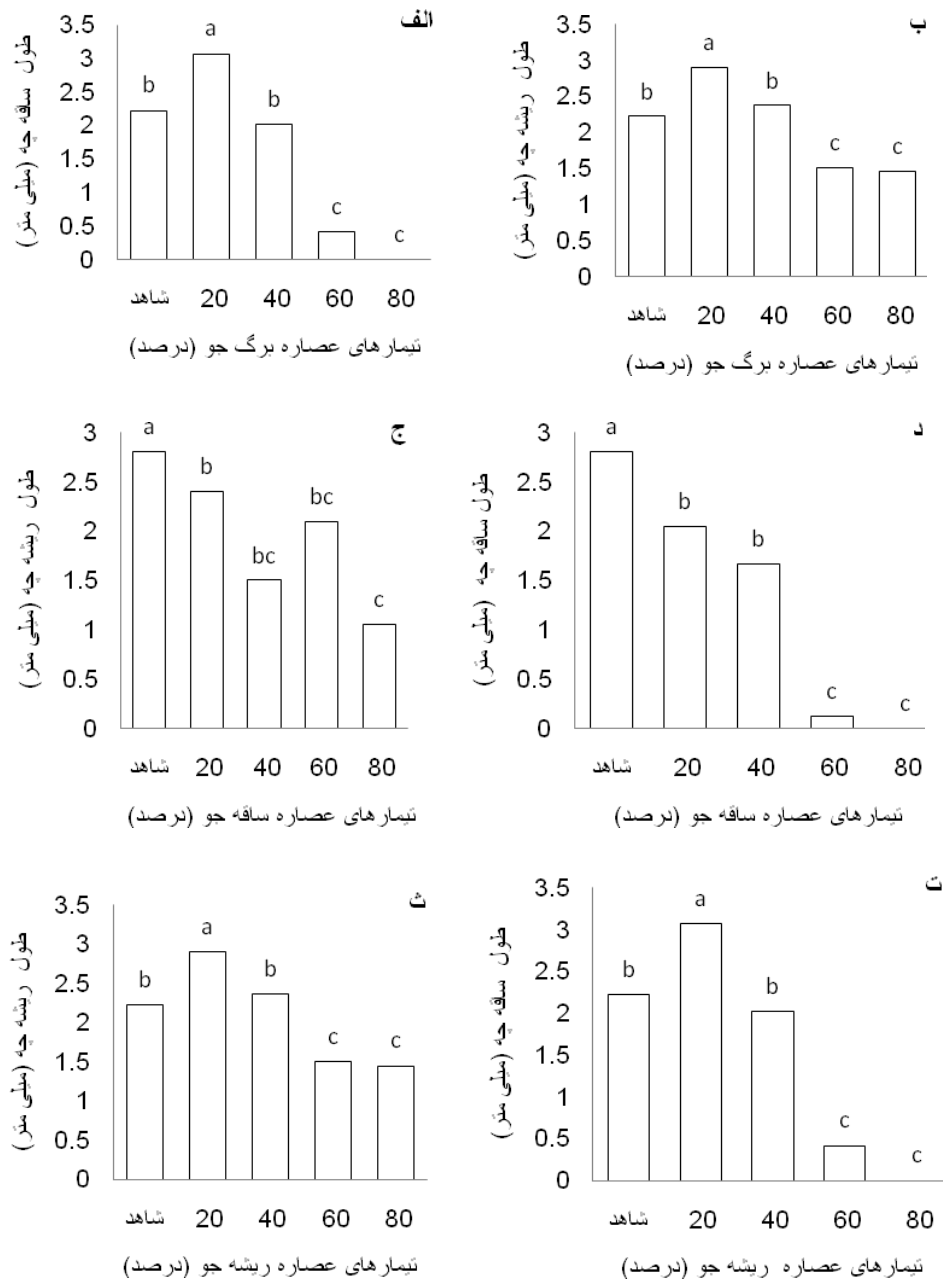 الف
طول ساقه چه (میلی متر)
3.5
3
2.5
2
1.5
1
0.5
0
b
a
b
c
c
شاهد 20 40 60 80
تیمارهای عصاره برگ جو (درصد)
ب
طول ریشه چه (میلی متر)
3.5
3
2.5
2
1.5
1
0.5
0
b
a
b
c
c
شاهد 20 40 60 80
تیمارهای عصاره برگ جو (درصد)
ج
طول ریشه چه (میلی متر)
3
2.5
2
1.5
1
0.5
0
a
b
bc
bc
c
شاهد 20 40 60 80
تیمارهای عصاره ساقه جو (درصد)
د
طول ساقه چه (میلی متر)
3
2.5
2
1.5
1
0.5
0
a
b
b
c
c
شاهد 20 40 60 80
تیمارهای عصاره ساقه جو (درصد)
ث
طول ریشه چه (میلی متر)
3.5
3
2.5
2
1.5
1
0.5
0
b
a
b
c
c
شاهد 20 40 60 80
تیمارهای عصاره ریشه جو (درصد)
ت
طول ساقه چه (میلی متر)
3.5
3
2.5
2
1.5
1
0.5
0
b
a
b
c
c
شاهد 20 40 60 80
تیمارهای عصاره ریشه جو (درصد)